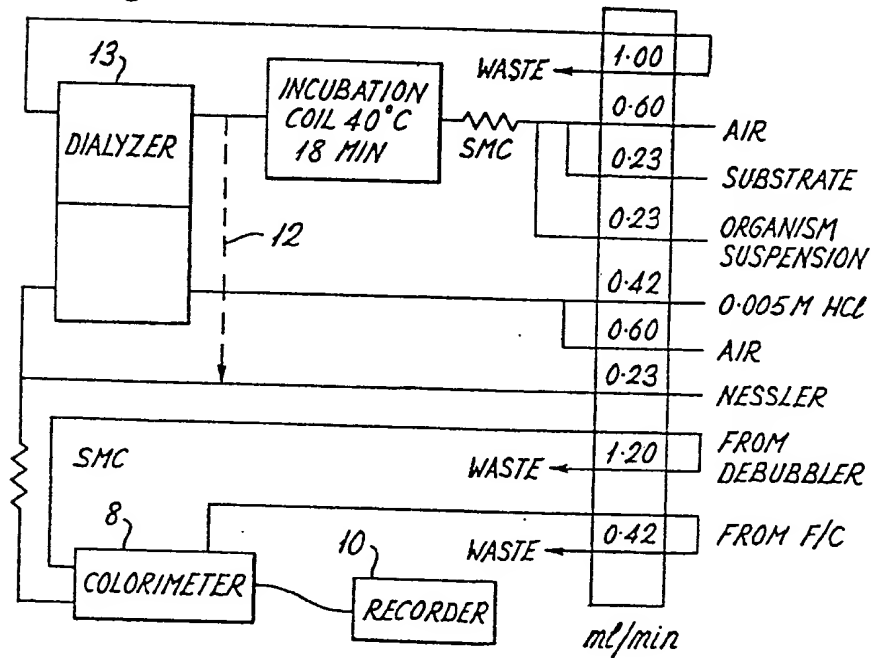 13
DIALYZER
INCUBATION
COIL 40°C
18 MIN
SMC
WASTE
1·00
0·60
AIR
0·23
SUBSTRATE
0·23
ORGANISM
SUSPENSION
12
0·42
0·005M HCl
0·60
AIR
0·23
NESSLER
SMC
WASTE
1·20
FROM
DEBUBBLER
8
COLORIMETER
10
RECORDER
WASTE
0·42
FROM F/C
ml/min